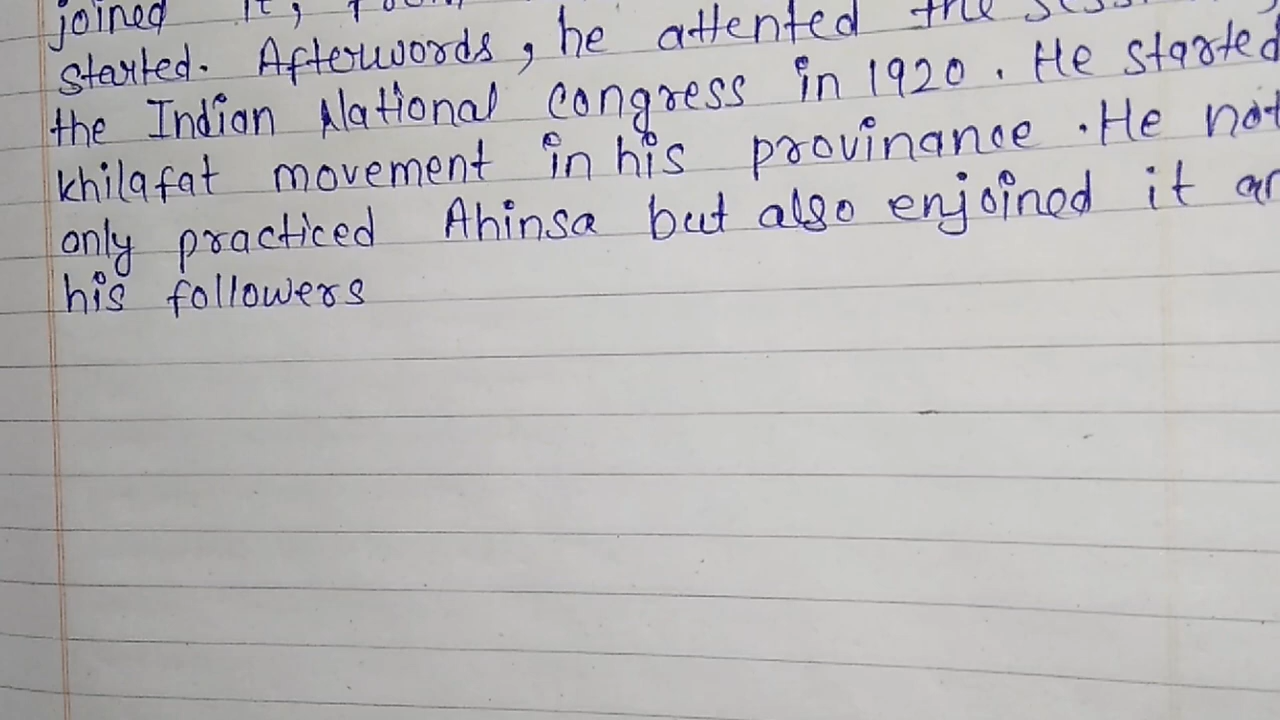 joined it,
started. Afterwords, he attented the
the Indian National congress in 1920. He started
khilafat movement in his provinance. He not
only practiced Ahinsa but also enjoined it
his followers